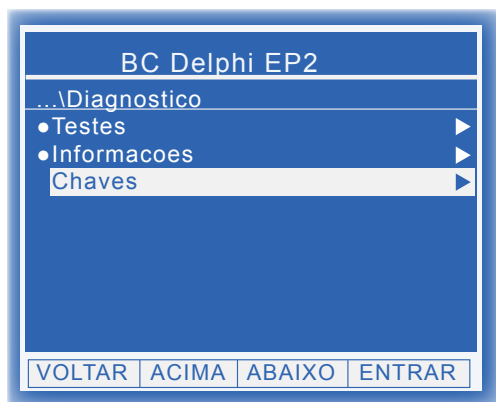 BC Delphi EP2
...\Diagnostico
●Testes
●Informacoes
Chaves
VOLTAR ACIMA ABAIXO ENTRAR